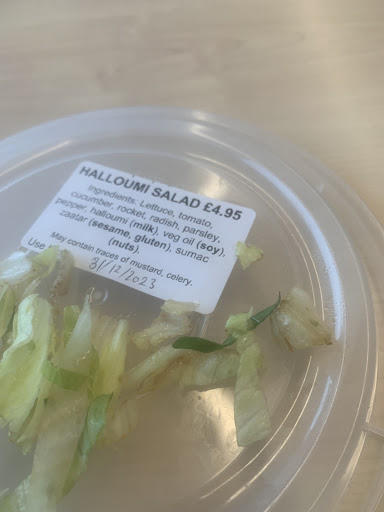 HALLOUMI SALAD £4.95
Ingredients: Lettuce, tomato,
cucumber, rocket, radish, parsley,
pepper, halloumi (milk), veg oil (soy),
zaatar (sesame, gluten), sumac
(nuts).
May contain traces of mustard, celery.
Use
31/12/2023